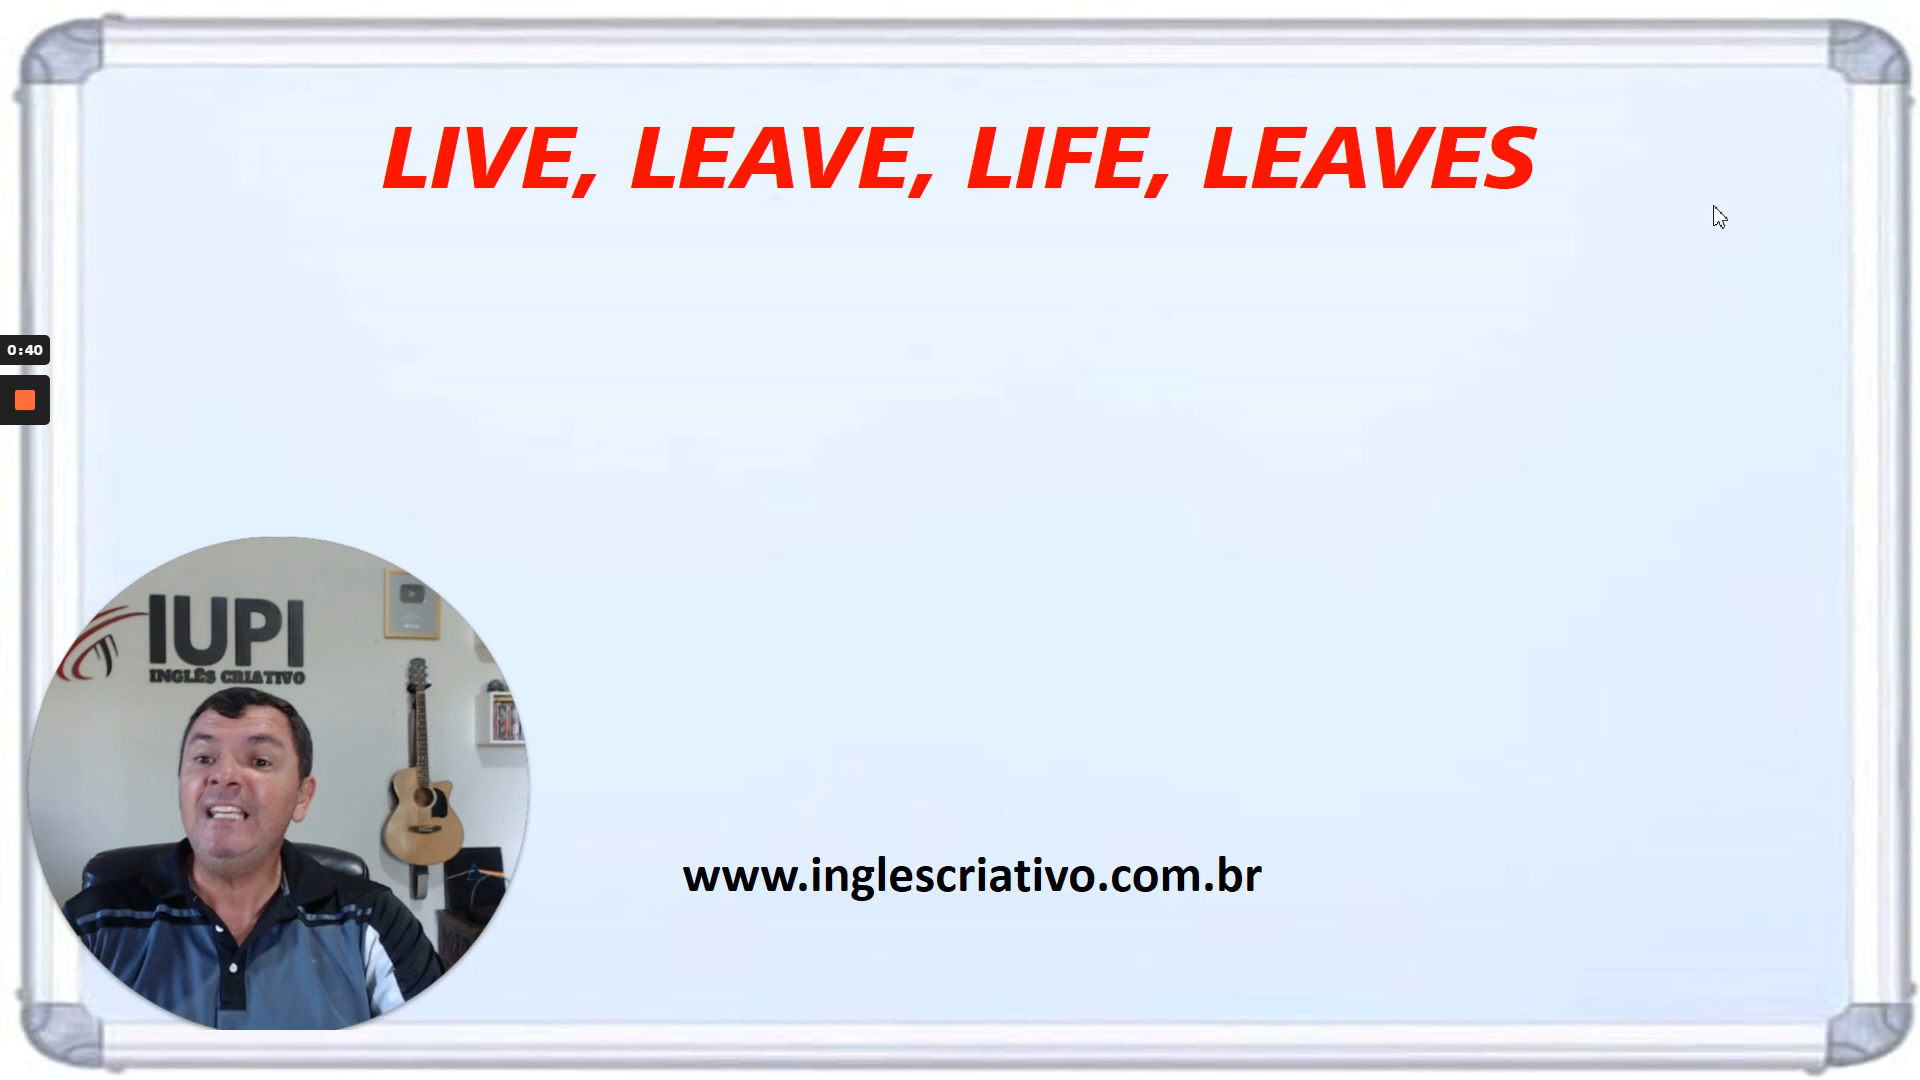 LIVE, LEAVE, LIFE, LEAVES
0:40
IUPI
INGLÊS CRIATIVO
www.inglescriativo.com.br